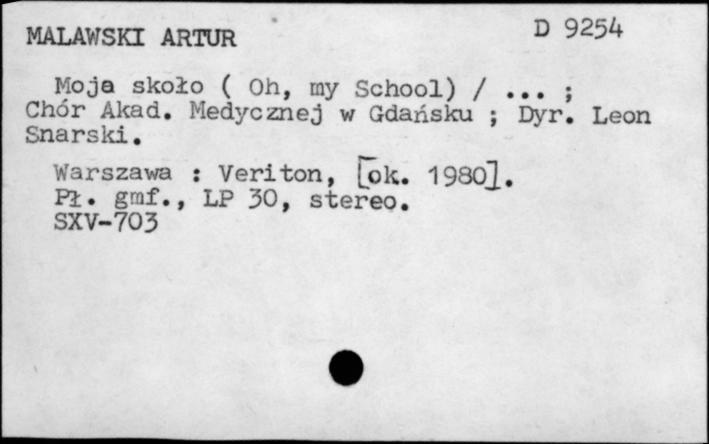 MALAWSKI ARTUR
D 9254
Moja skoło ( Oh, my School) / ... ;
Chór Akad. Medycznej w Gdańsku ; Dyr. Leon
Snarski.
Warszawa : Veriton, [ok. 1980].
Pł. gmf., LP 30, stereo.
SXV-703